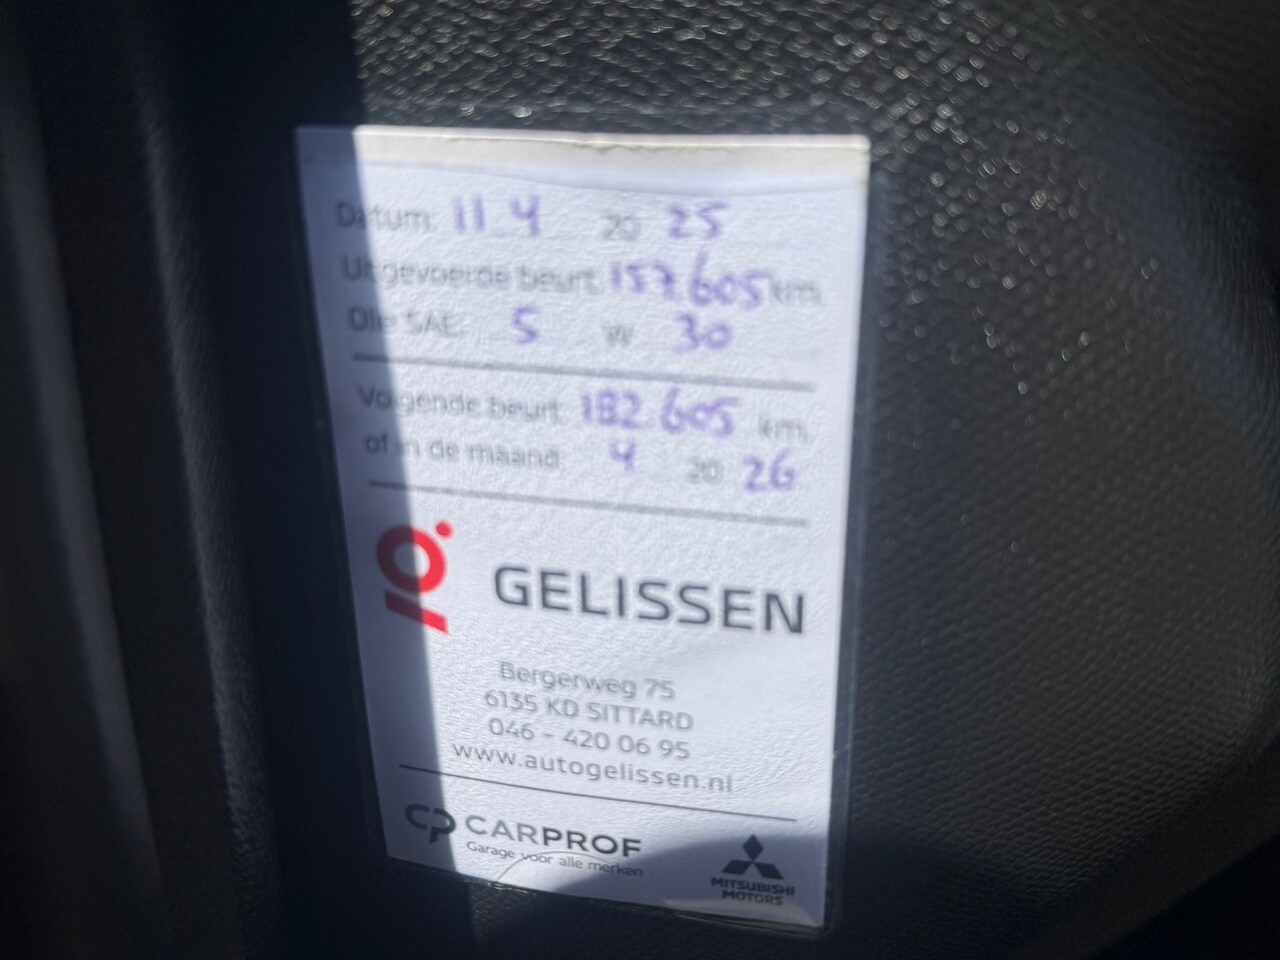 Datum: 11 4 20 25
Uitgevoerde beurt: 157.605 km.
Olie SAE: 5 W 30
Volgende beurt: 182.605 km.
of in de maand 4 20 26
GELISSEN
Bergerweg 75
6135 KD SITTARD
046 - 420 06 95
www.autogelissen.nl
CP CARPROF
Garage voor alle merken
MITSUBISHI
MOTORS